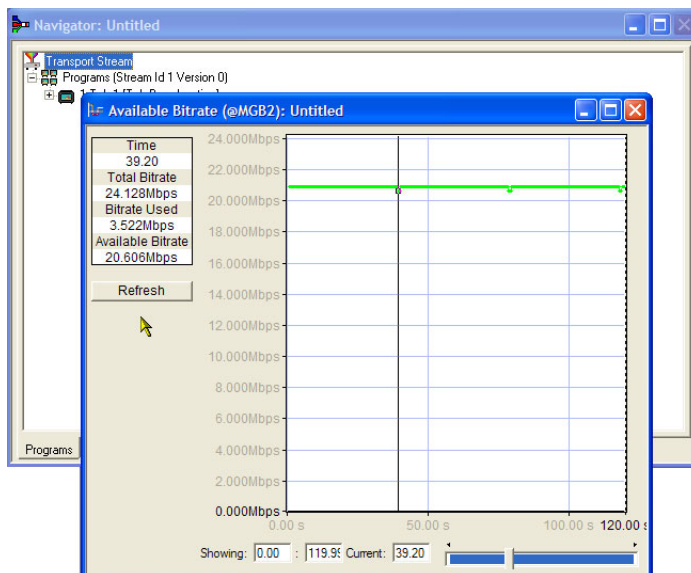 Navigator: Untitled
Transport Stream
Programs (Stream Id 1 Version 0)
Available Bitrate (@MGB2): Untitled
Time
39.20
Total Bitrate
24.128Mbps
Bitrate Used
3.522Mbps
Available Bitrate
20.606Mbps
Refresh
24.000Mbps
22.000Mbps
20.000Mbps
18.000Mbps
16.000Mbps
14.000Mbps
12.000Mbps
10.000Mbps
8.000Mbps
6.000Mbps
4.000Mbps
2.000Mbps
0.000Mbps
0.00 s 50.00 s 100.00 s 120.00 s
Showing: 0.00 : 119.95 Current: 39.20
Programs